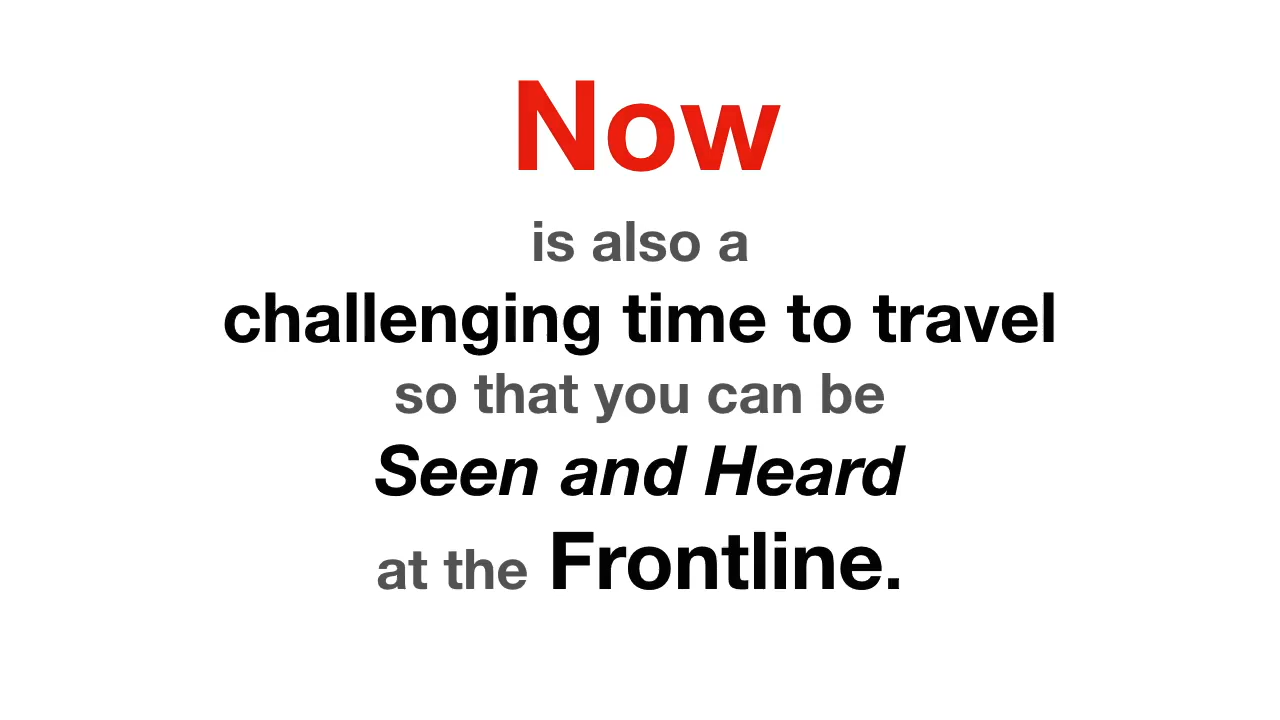 Now
is also a
challenging time to travel
so that you can be
Seen and Heard
at the Frontline.